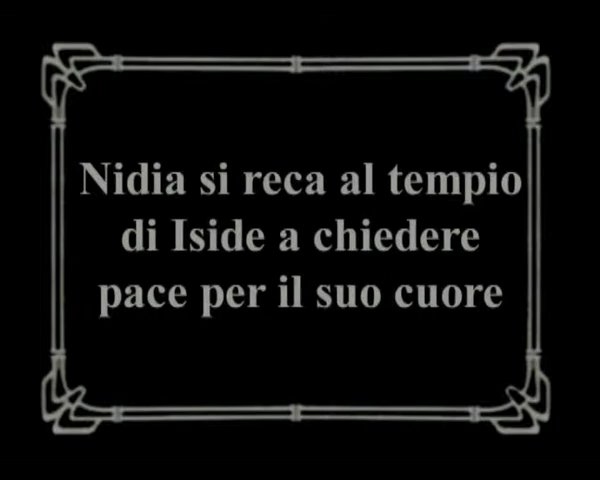 Nidia si reca al tempio
di Iside a chiedere
pace per il suo cuore